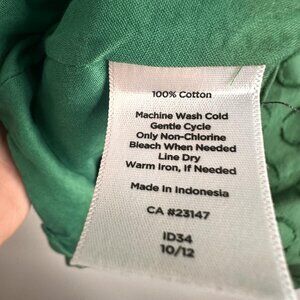 100% Cotton
Machine Wash Cold
Gentle Cycle
Only Non-Chlorine
Bleach When Needed
Line Dry
Warm Iron, if Needed
Made in Indonesia
CA #23147
ID34
10/12